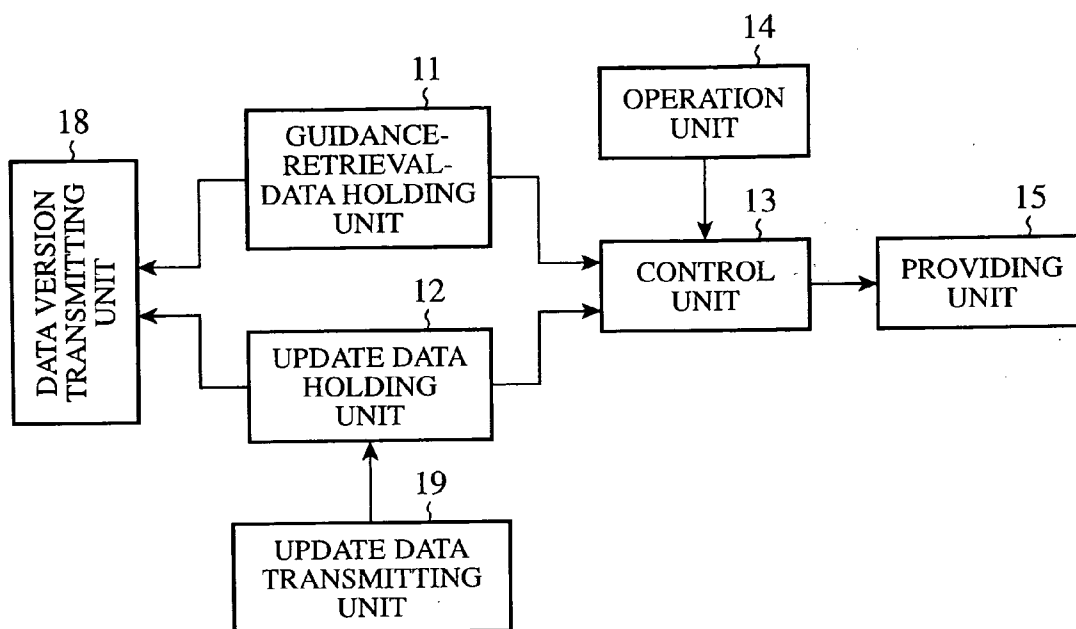 14
OPERATION
UNIT
11
GUIDANCE-
RETRIEVAL-
DATA HOLDING
UNIT
18
DATA VERSION
TRANSMITTING
UNIT
13
CONTROL
UNIT
15
PROVIDING
UNIT
12
UPDATE DATA
HOLDING
UNIT
19
UPDATE DATA
TRANSMITTING
UNIT